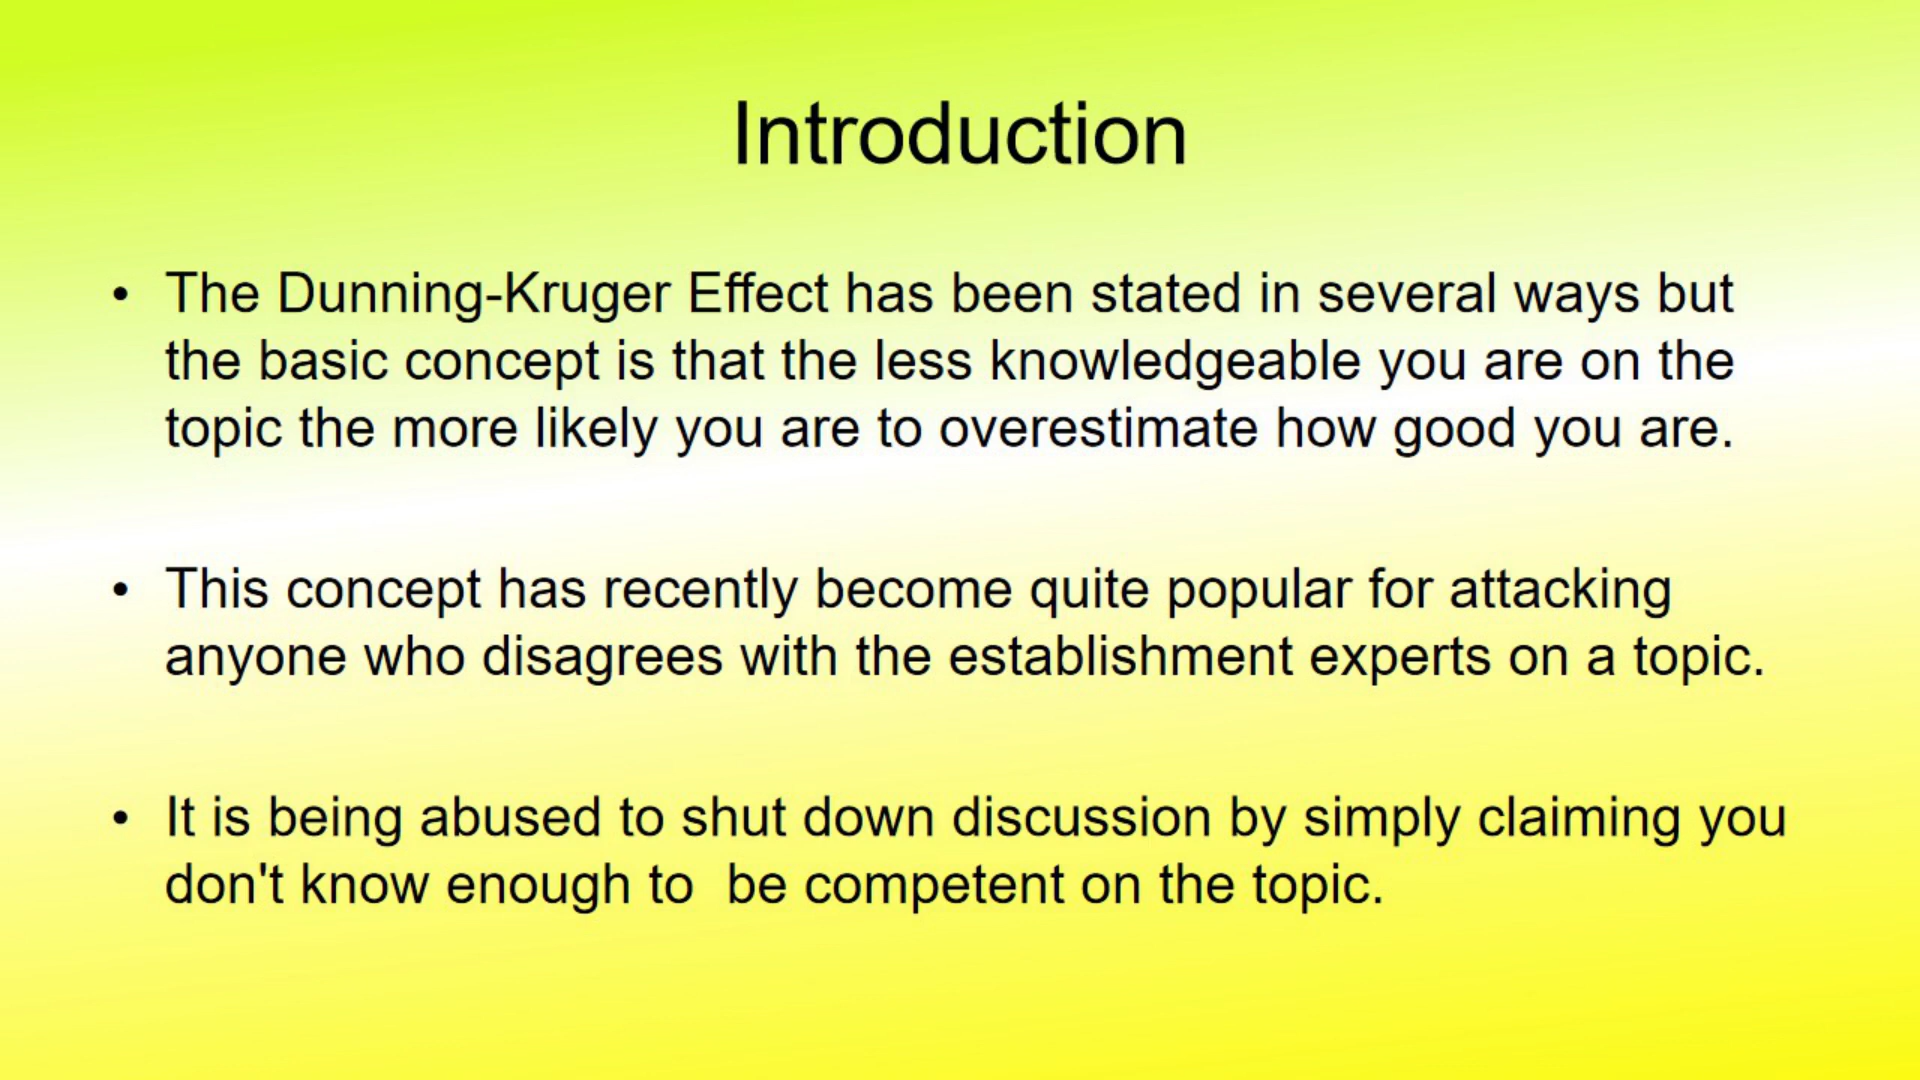 Introduction
• The Dunning-Kruger Effect has been stated in several ways but
the basic concept is that the less knowledgeable you are on the
topic the more likely you are to overestimate how good you are.
• This concept has recently become quite popular for attacking
anyone who disagrees with the establishment experts on a topic.
• It is being abused to shut down discussion by simply claiming you
don't know enough to  be competent on the topic.